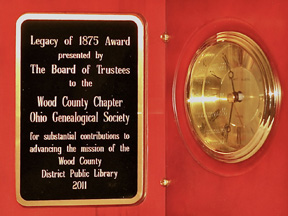 Legacy of 1875 Award
presented by
The Board of Trustees
to the
Wood County Chapter
Ohio Genealogical Society
for substantial contributions to
advancing the mission of the
Wood County
District Public Library
2011